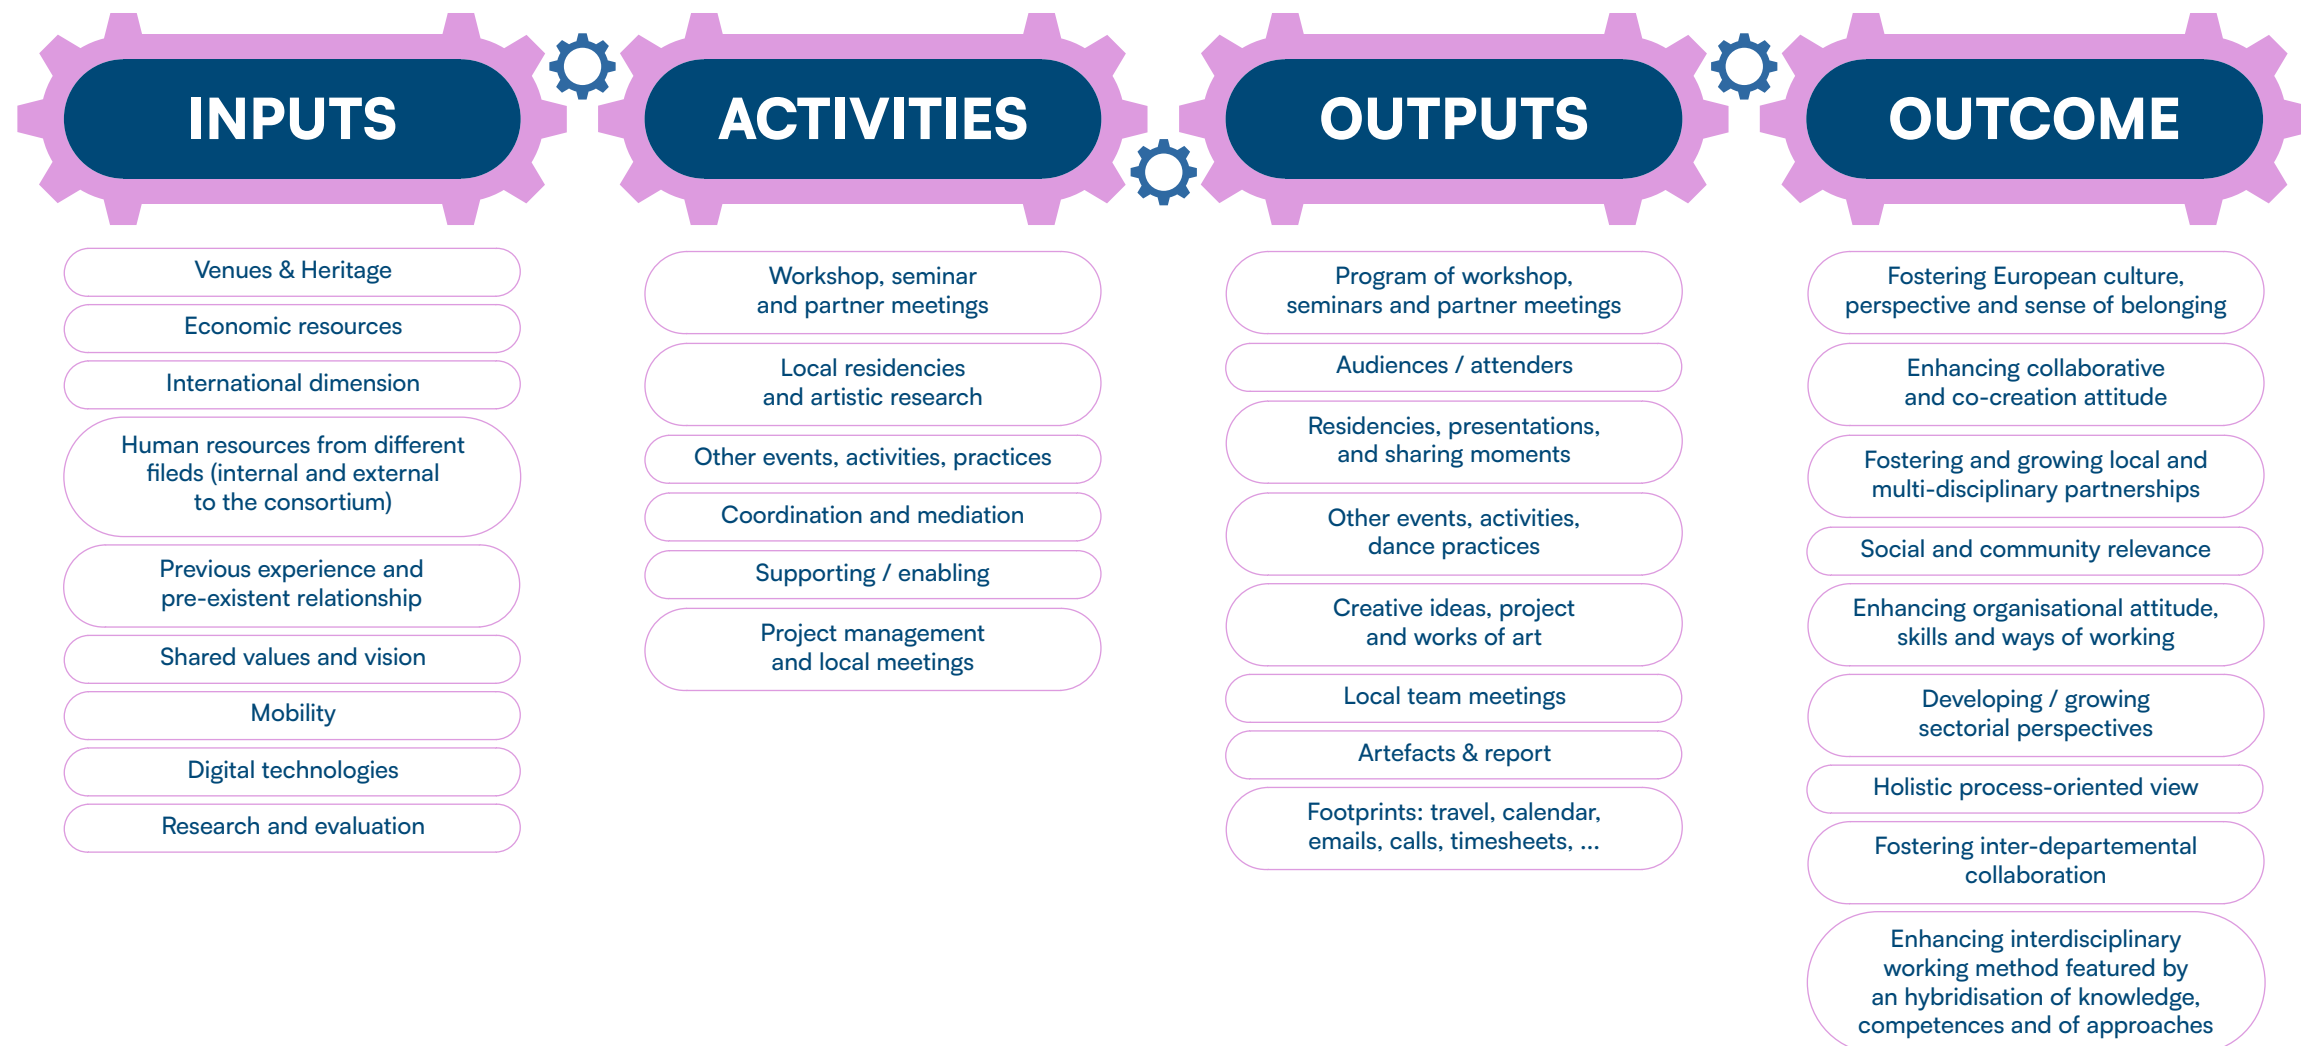 INPUTS
Venues & Heritage
Economic resources
International dimension
Human resources from different
fileds (internal and external
to the consortium)
Previous experience and
pre-existent relationship
Shared values and vision
Mobility
Digital technologies
Research and evaluation
ACTIVITIES
Workshop, seminar
and partner meetings
Local residencies
and artistic research
Other events, activities, practices
Coordination and mediation
Supporting / enabling
Project management
and local meetings
OUTPUTS
Program of workshop,
seminars and partner meetings
Audiences / attenders
Residencies, presentations,
and sharing moments
Other events, activities,
dance practices
Creative ideas, project
and works of art
Local team meetings
Artefacts & report
Footprints: travel, calendar,
emails, calls, timesheets, ...
OUTCOME
Fostering European culture,
perspective and sense of belonging
Enhancing collaborative
and co-creation attitude
Fostering and growing local and
multi-disciplinary partnerships
Social and community relevance
Enhancing organisational attitude,
skills and ways of working
Developing / growing
sectorial perspectives
Holistic process-oriented view
Fostering inter-departemental
collaboration
Enhancing interdisciplinary
working method featured by
an hybridisation of knowledge,
competences and of approaches